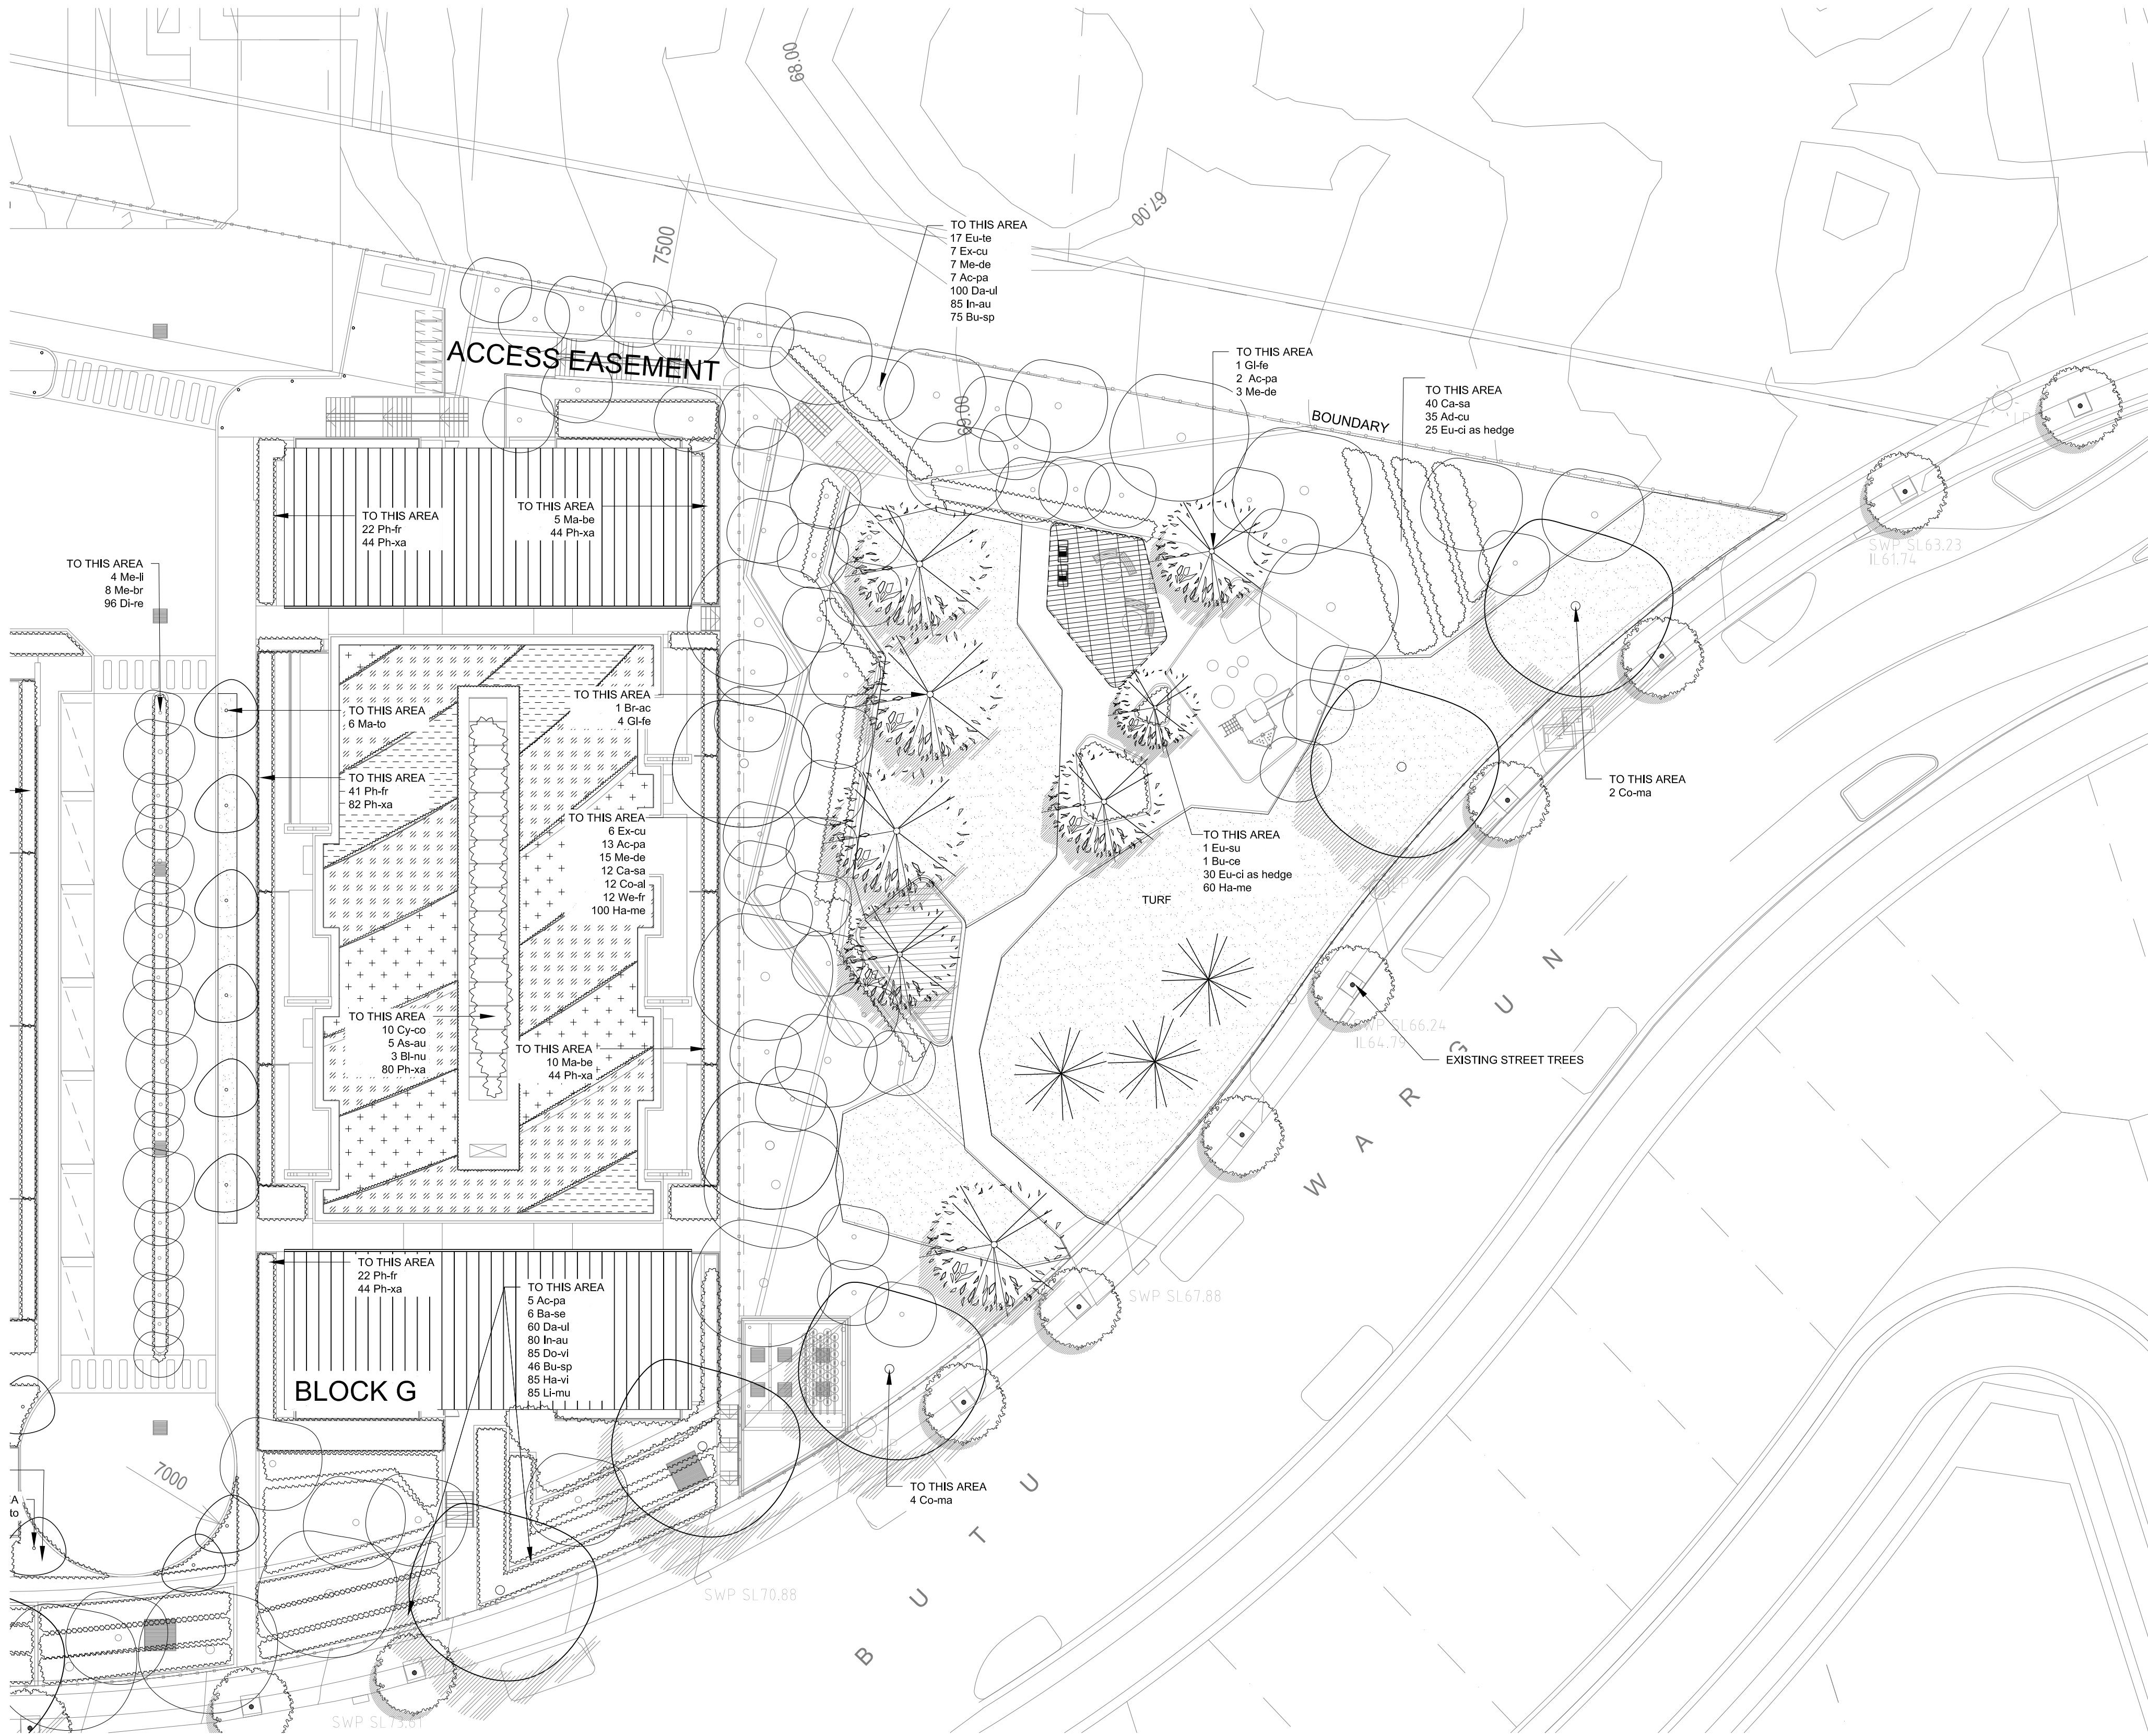 68.00
67.00
7500
TO THIS AREA
17 Eu-te
7 Ex-cu
7 Me-de
7 Ac-pa
100 Da-ul
85 In-au
75 Bu-sp
ACCESS EASEMENT
66.00
TO THIS AREA
1 Gl-fe
2 Ac-pa
3 Me-de
BOUNDARY
TO THIS AREA
40 Ca-sa
35 Ad-cu
25 Eu-ci as hedge
TO THIS AREA
22 Ph-fr
44 Ph-xa
TO THIS AREA
5 Ma-be
44 Ph-xa
SWP SL63.23
IL61.74
TO THIS AREA
4 Me-li
8 Me-br
96 Di-re
TO THIS AREA
6 Ma-to
TO THIS AREA
1 Br-ac
4 Gl-fe
TO THIS AREA
41 Ph-fr
82 Ph-xa
TO THIS AREA
2 Co-ma
TO THIS AREA
6 Ex-cu
13 Ac-pa
15 Me-de
12 Ca-sa
12 Co-al
12 We-fr
100 Ha-me
TO THIS AREA
1 Eu-su
1 Bu-ce
30 Eu-ci as hedge
60 Ha-me
TURF
TO THIS AREA
10 Cy-co
5 As-au
3 Bl-nu
80 Ph-xa
TO THIS AREA
10 Ma-be
44 Ph-xa
SWP SL66.24
IL64.79
EXISTING STREET TREES
BUTU WARGUN
TO THIS AREA
22 Ph-fr
44 Ph-xa
TO THIS AREA
5 Ac-pa
6 Ba-se
60 Da-ul
80 In-au
85 Do-vi
46 Bu-sp
85 Ha-vi
85 Li-mu
SWP SL67.88
BLOCK G
7000
TO THIS AREA
4 Co-ma
A
to
SWP SL70.88
SWP SL73.61